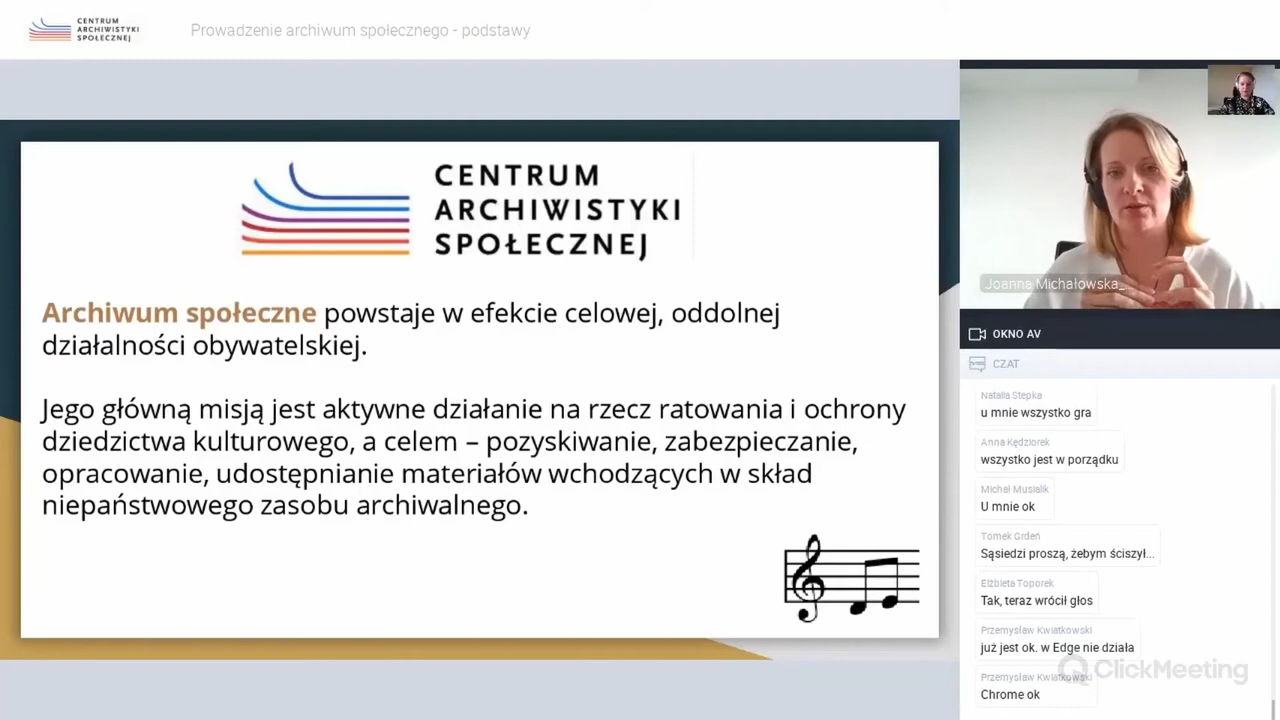 CENTRUM
ARCHIWISTYKI
SPOŁECZNEJ
Prowadzenie archiwum społecznego - podstawy
CENTRUM
ARCHIWISTYKI
SPOŁECZNEJ
Archiwum społeczne powstaje w efekcie celowej, oddolnej
działalności obywatelskiej.
Jego główną misją jest aktywne działanie na rzecz ratowania i ochrony
dziedzictwa kulturowego, a celem – pozyskiwanie, zabezpieczanie,
opracowanie, udostępnianie materiałów wchodzących w skład
niepaństwowego zasobu archiwalnego.
Joanna Michałowska_
OKNO AV
CZAT
Natalia Stepka
u mnie wszystko gra
Anna Kędziorek
wszystko jest w porządku
Michał Musialik
U mnie ok
Tomek Grdeń
Sąsiedzi proszą, żebym ściszył...
Elżbieta Toporek
Tak, teraz wrócił głos
Przemysław Kwiatkowski
już jest ok. w Edge nie działa
Przemysław Kwiatkowski
Chrome ok
ClickMeeting